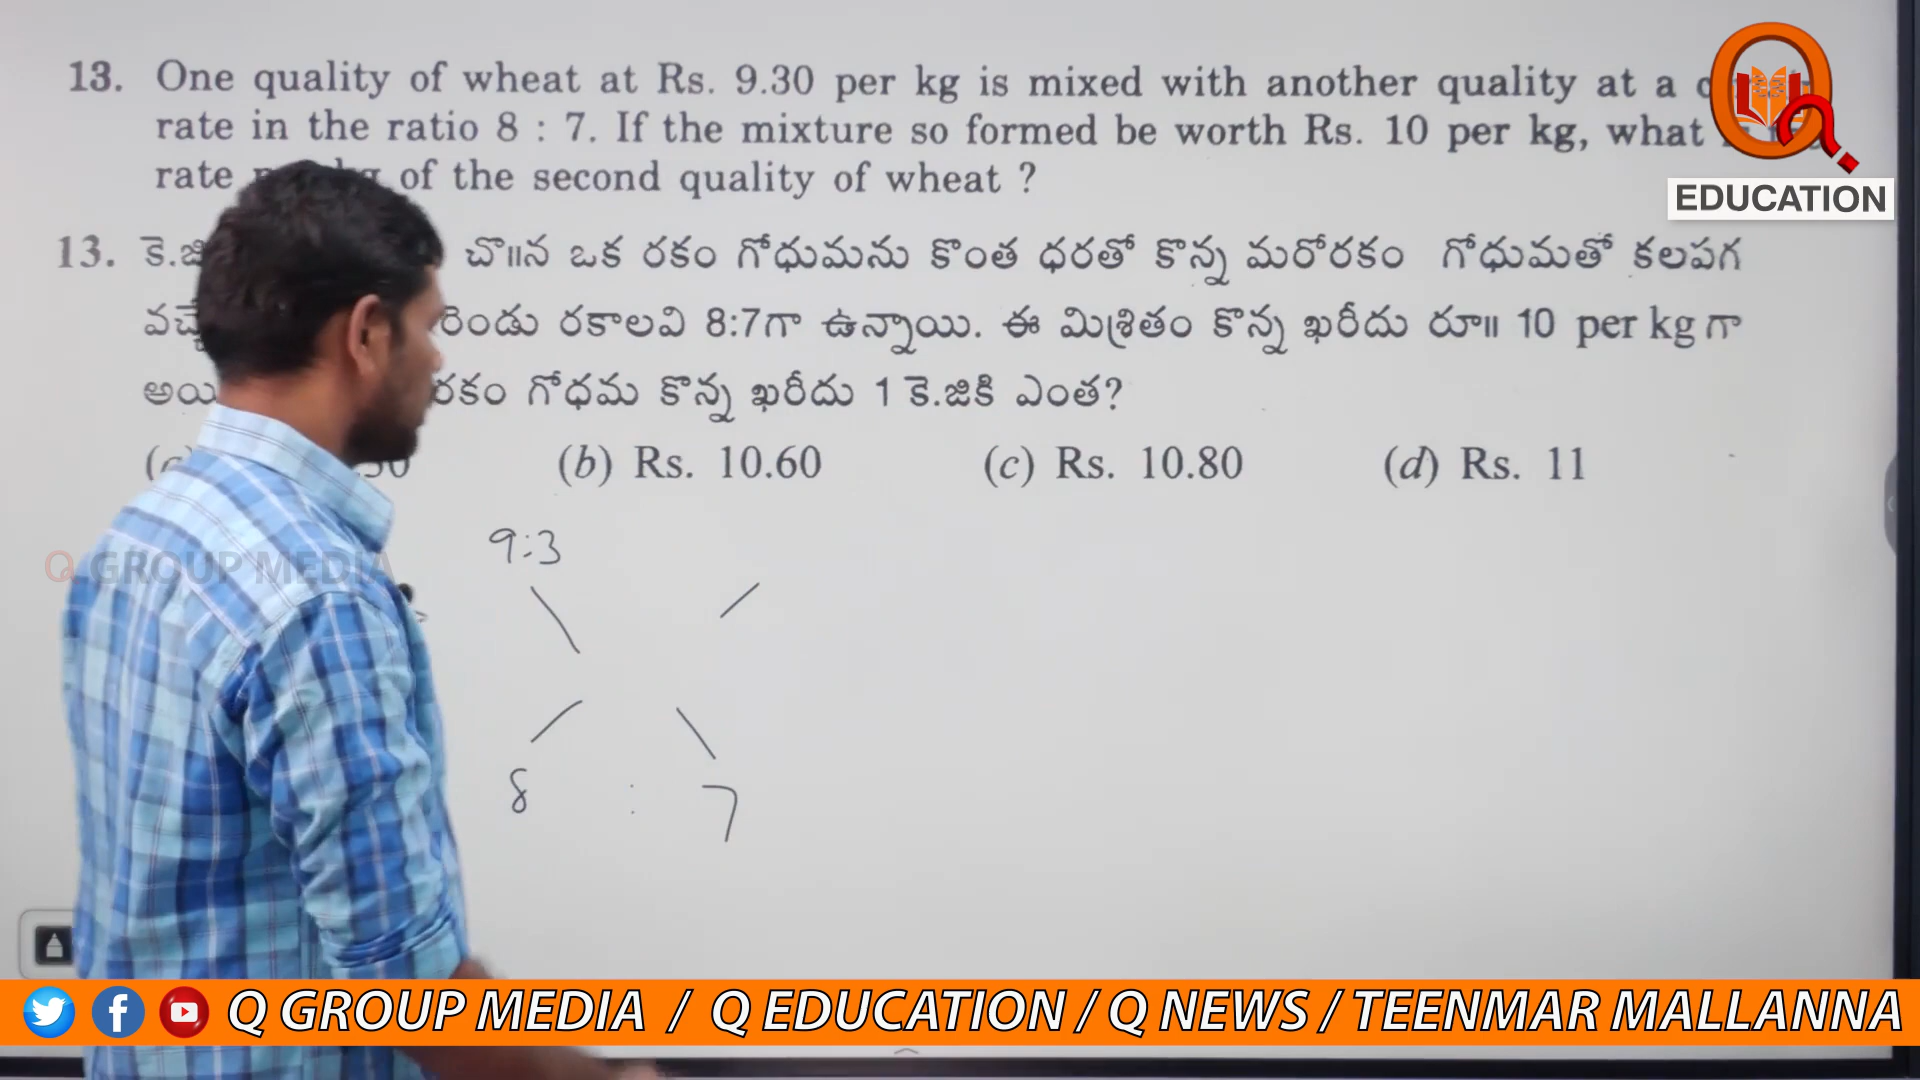 13. One quality of wheat at Rs. 9.30 per kg is mixed with another quality at a
rate in the ratio 8 : 7. If the mixture so formed be worth Rs. 10 per kg, what
rate of the second quality of wheat ?
EDUCATION
13. కె.జి చొ॥న ఒక రకం గోధుమను కొంత ధరతో కొన్న మరోరకం గోధుమతో కలపగ
రెండు రకాలవి 8:7గా ఉన్నాయి. ఈ మిశ్రితం కొన్న ఖరీదు రూ॥ 10 per kg గా
రకం గోధమ కొన్న ఖరీదు 1 కె.జికి ఎంత?
(b) Rs. 10.60 (c) Rs. 10.80 (d) Rs. 11
9:3
Q GROUP MEDIA
8 : 7
Q GROUP MEDIA / Q EDUCATION / Q NEWS / TEENMAR MALLANNA